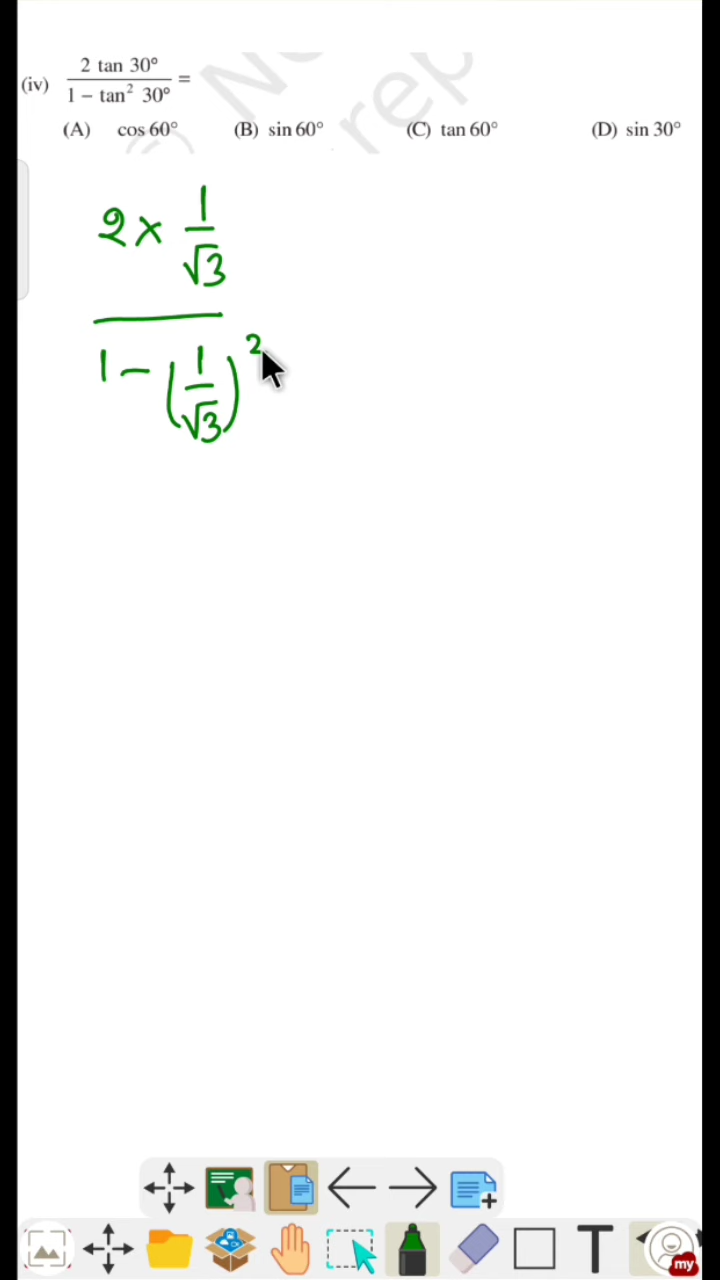 (iv) 2 tan 30° / 1 − tan² 30° =
(A) cos 60° (B) sin 60° (C) tan 60° (D) sin 30°
2 × 1/√3
1 − (1/√3)²
T
my